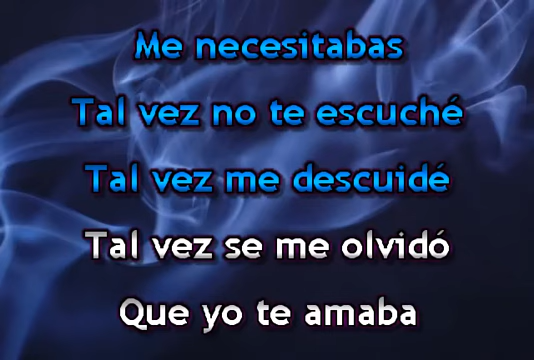 Me necesitabas
Tal vez no te escuché
Tal vez me descuidé
Tal vez se me olvidó
Que yo te amaba